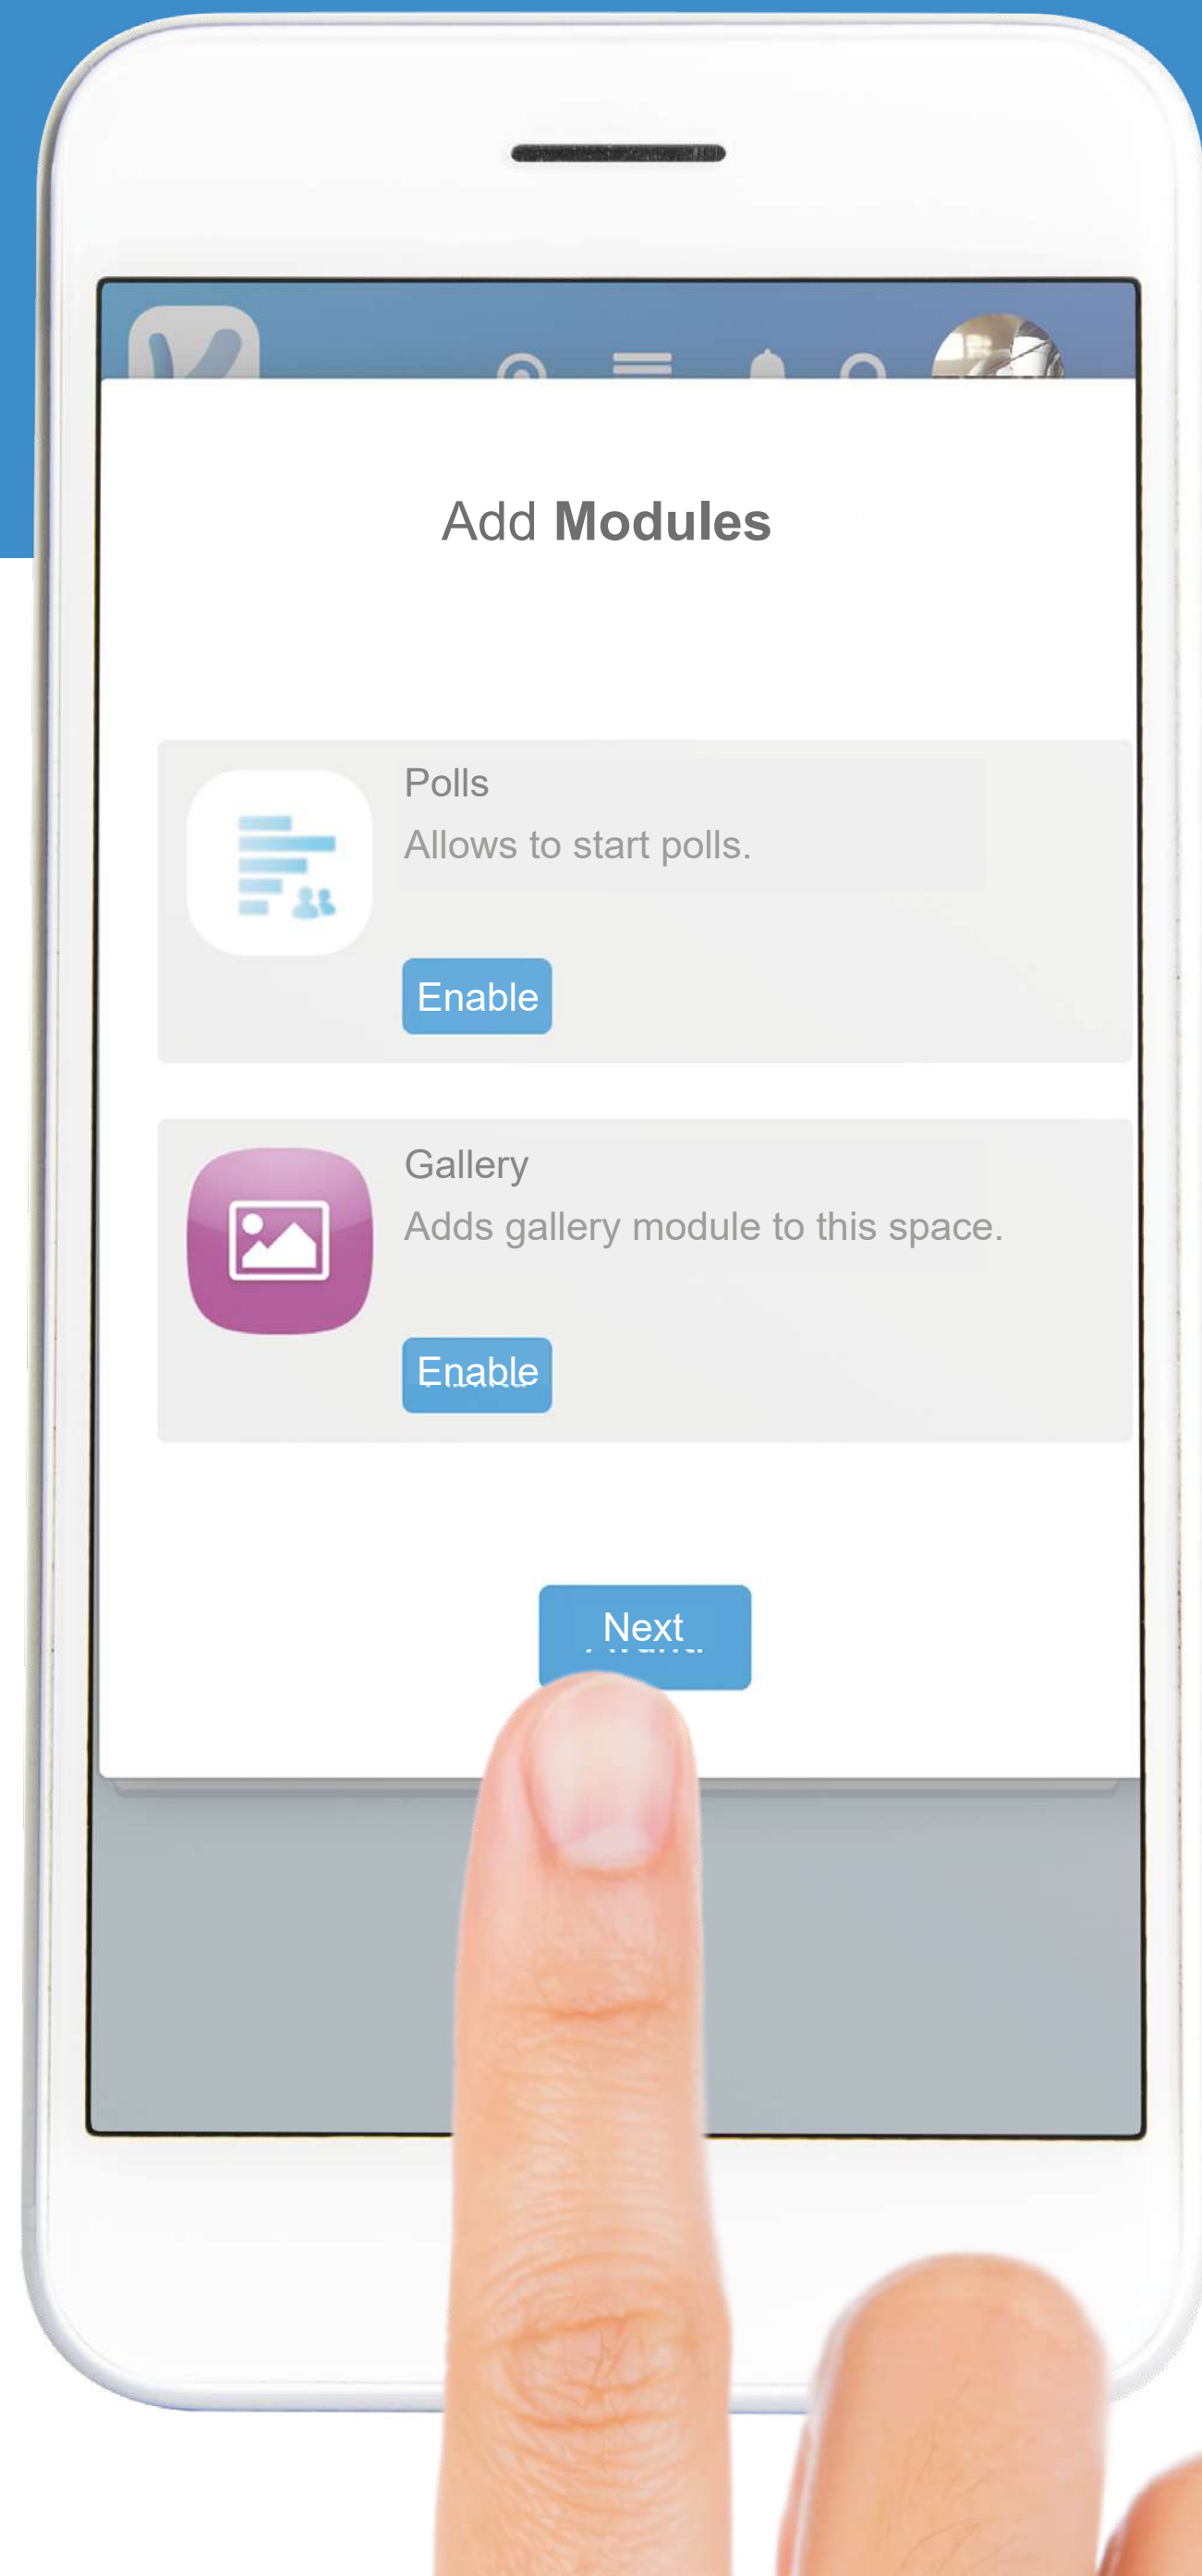 Add Modules
Polls
Allows to start polls.
Enable
Gallery
Adds gallery module to this space.
Enable
Next